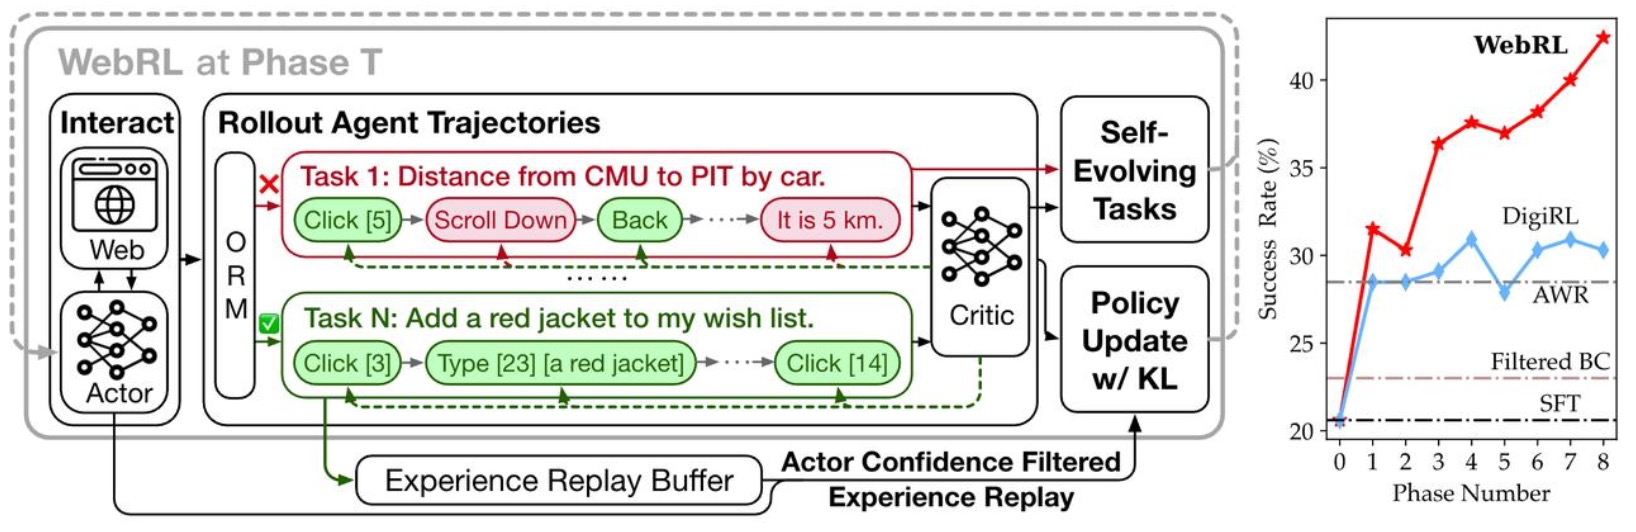 WebRL at Phase T
Interact
Web
Actor
Rollout Agent Trajectories
O
R
M
Task 1: Distance from CMU to PIT by car.
Click [5]
Scroll Down
Back
It is 5 km.
Task N: Add a red jacket to my wish list.
Click [3]
Type [23] [a red jacket]
Click [14]
Critic
Self-
Evolving
Tasks
Policy
Update
w/ KL
Experience Replay Buffer
Actor Confidence Filtered
Experience Replay
Success Rate (%)
40
35
30
25
20
WebRL
DigiRL
AWR
Filtered BC
SFT
0 1 2 3 4 5 6 7 8
Phase Number